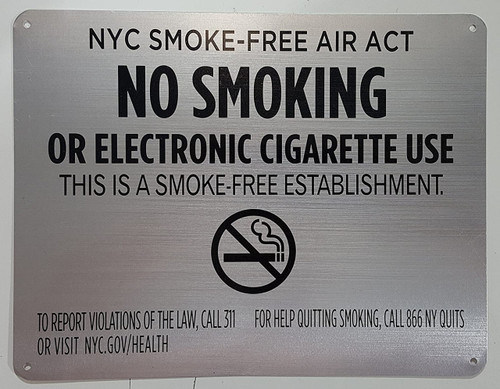 NYC SMOKE-FREE AIR ACT
NO SMOKING
OR ELECTRONIC CIGARETTE USE
THIS IS A SMOKE-FREE ESTABLISHMENT.
TO REPORT VIOLATIONS OF THE LAW, CALL 311
OR VISIT NYC.GOV/HEALTH
FOR HELP QUITTING SMOKING, CALL 866 NY QUITS